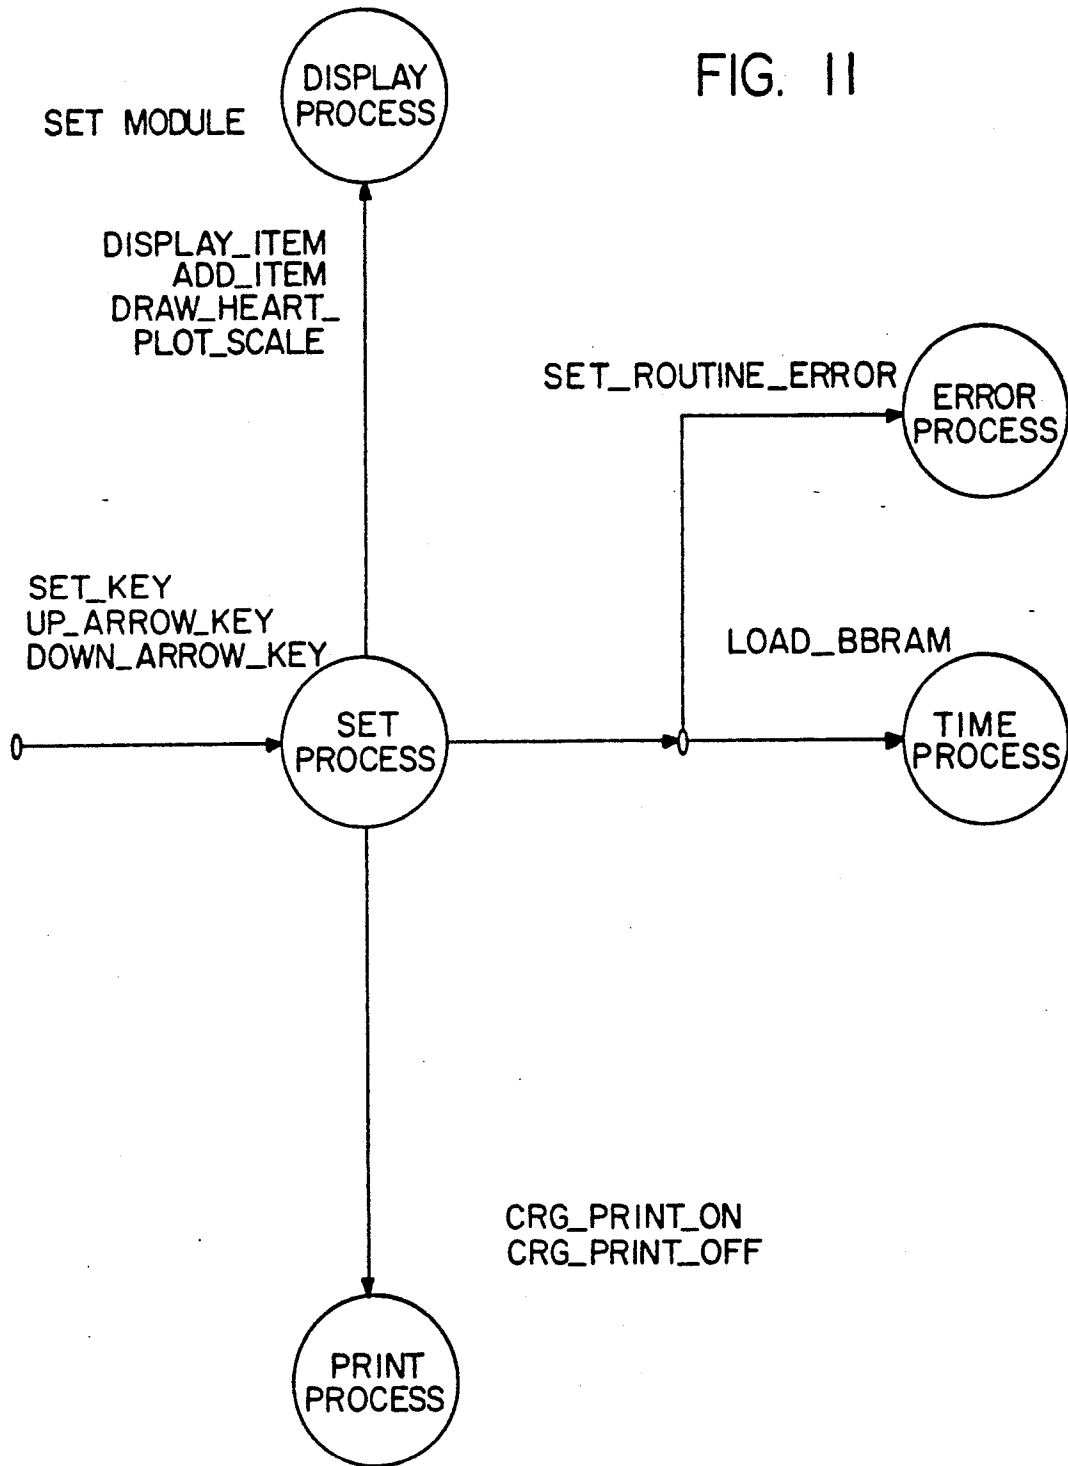 FIG. 11
DISPLAY
PROCESS
SET MODULE
DISPLAY_ITEM
ADD_ITEM
DRAW_HEART_
PLOT_SCALE
SET_ROUTINE_ERROR
ERROR
PROCESS
SET_KEY
UP_ARROW_KEY
DOWN_ARROW_KEY
SET
PROCESS
LOAD_BBRAM
TIME
PROCESS
CRG_PRINT_ON
CRG_PRINT_OFF
PRINT
PROCESS